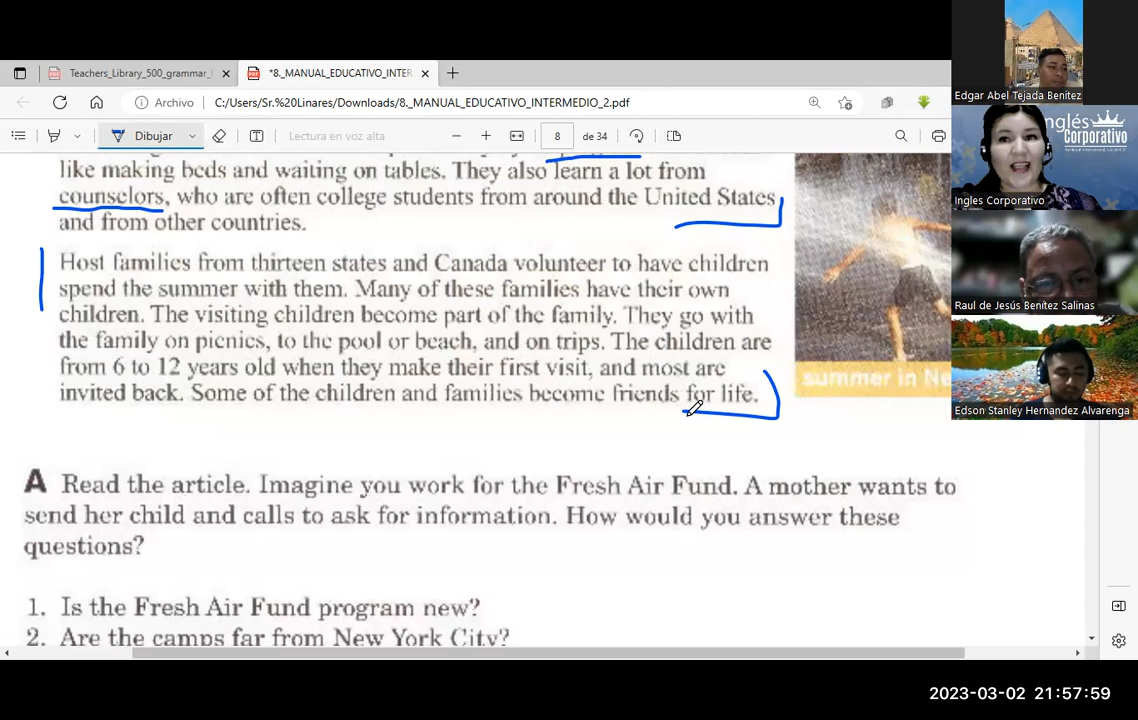 Teachers_Library_500_grammar_l
*8._MANUAL_EDUCATIVO_INTER
Archivo
C:/Users/Sr.%20Linares/Downloads/8._MANUAL_EDUCATIVO_INTERMEDIO_2.pdf
Dibujar
Lectura en voz alta
8
de 34
like making beds and waiting on tables. They also learn a lot from
counselors, who are often college students from around the United States
and from other countries.
Host families from thirteen states and Canada volunteer to have children
spend the summer with them. Many of these families have their own
children. The visiting children become part of the family. They go with
the family on picnics, to the pool or beach, and on trips. The children are
from 6 to 12 years old when they make their first visit, and most are
invited back. Some of the children and families become friends for life.
summer in Ne
A Read the article. Imagine you work for the Fresh Air Fund. A mother wants to
send her child and calls to ask for information. How would you answer these
questions?
1. Is the Fresh Air Fund program new?
2. Are the camps far from New York City?
Edgar Abel Tejada Benitez
nglés
Corporativo
Ingles Corporativo
Raul de Jesús Benítez Salinas
Edson Stanley Hernandez Alvarenga
2023-03-02 21:57:59